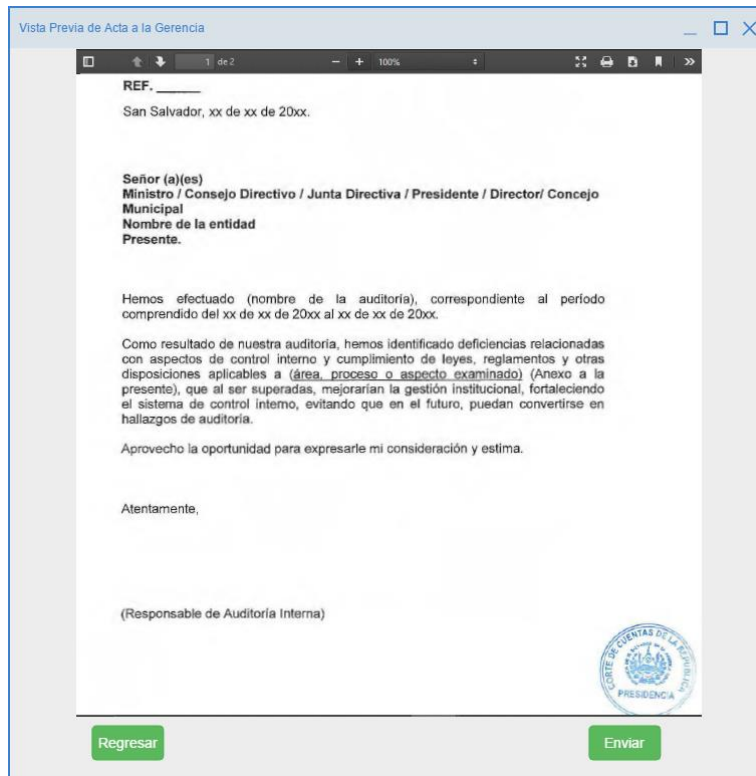 Vista Previa de Acta a la Gerencia
1 de 2 100%
REF. ______
San Salvador, xx de xx de 20xx.
Señor (a)(es)
Ministro / Consejo Directivo / Junta Directiva / Presidente / Director/ Concejo
Municipal
Nombre de la entidad
Presente.
Hemos efectuado (nombre de la auditoría), correspondiente al período
comprendido del xx de xx de 20xx al xx de xx de 20xx.
Como resultado de nuestra auditoría, hemos identificado deficiencias relacionadas
con aspectos de control interno y cumplimiento de leyes, reglamentos y otras
disposiciones aplicables a (área, proceso o aspecto examinado) (Anexo a la
presente), que al ser superadas, mejorarían la gestión institucional, fortaleciendo
el sistema de control interno, evitando que en el futuro, puedan convertirse en
hallazgos de auditoría.
Aprovecho la oportunidad para expresarle mi consideración y estima.
Atentamente,
(Responsable de Auditoría Interna)
CORTE DE CUENTAS DE LA REPUBLICA
PRESIDENCIA
Regresar Enviar